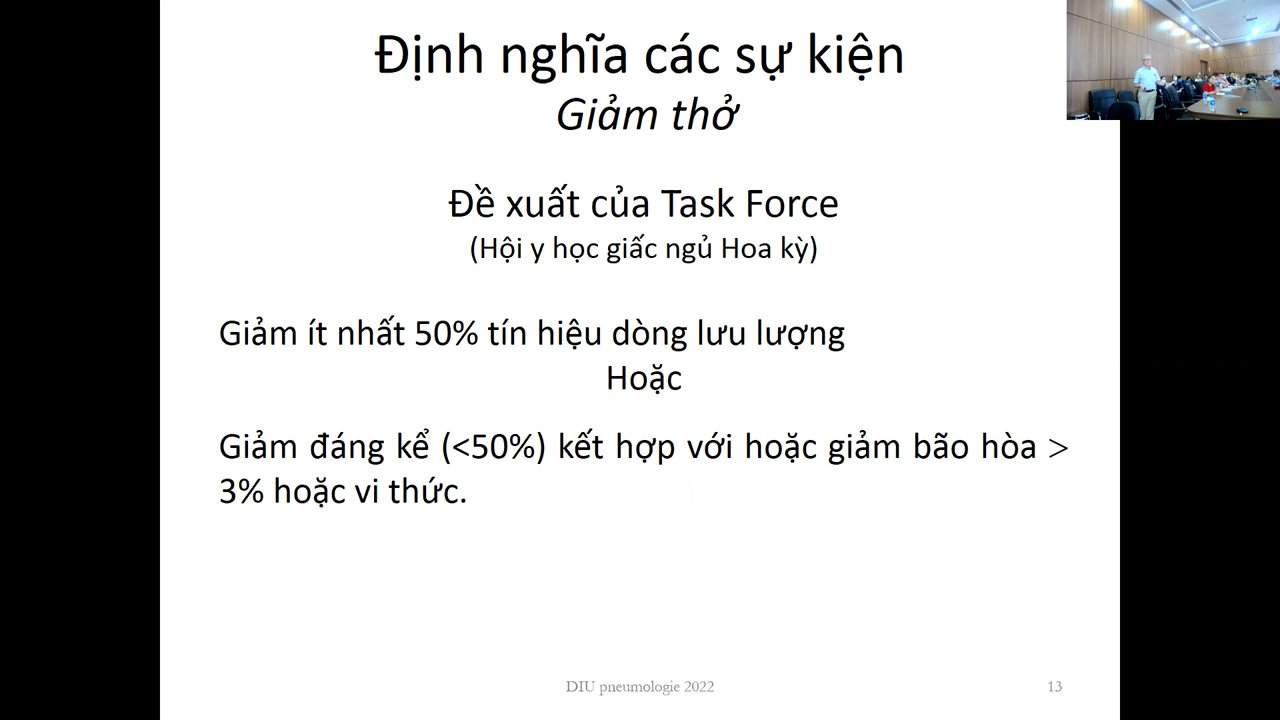 Định nghĩa các sự kiện
Giảm thở
Đề xuất của Task Force
(Hội y học giấc ngủ Hoa kỳ)
Giảm ít nhất 50% tín hiệu dòng lưu lượng
Hoặc
Giảm đáng kể (<50%) kết hợp với hoặc giảm bão hòa >
3% hoặc vi thức.
DIU pneumologie 2022
13